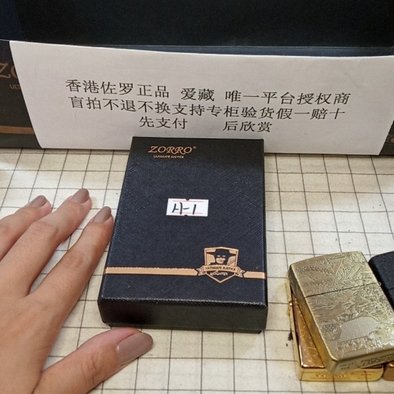 香港佐罗正品 爱藏 唯一平台授权商
盲拍不退不换支持专柜验货假一赔十
先支付 后欣赏
ZORRO®
ZORRO
H-1